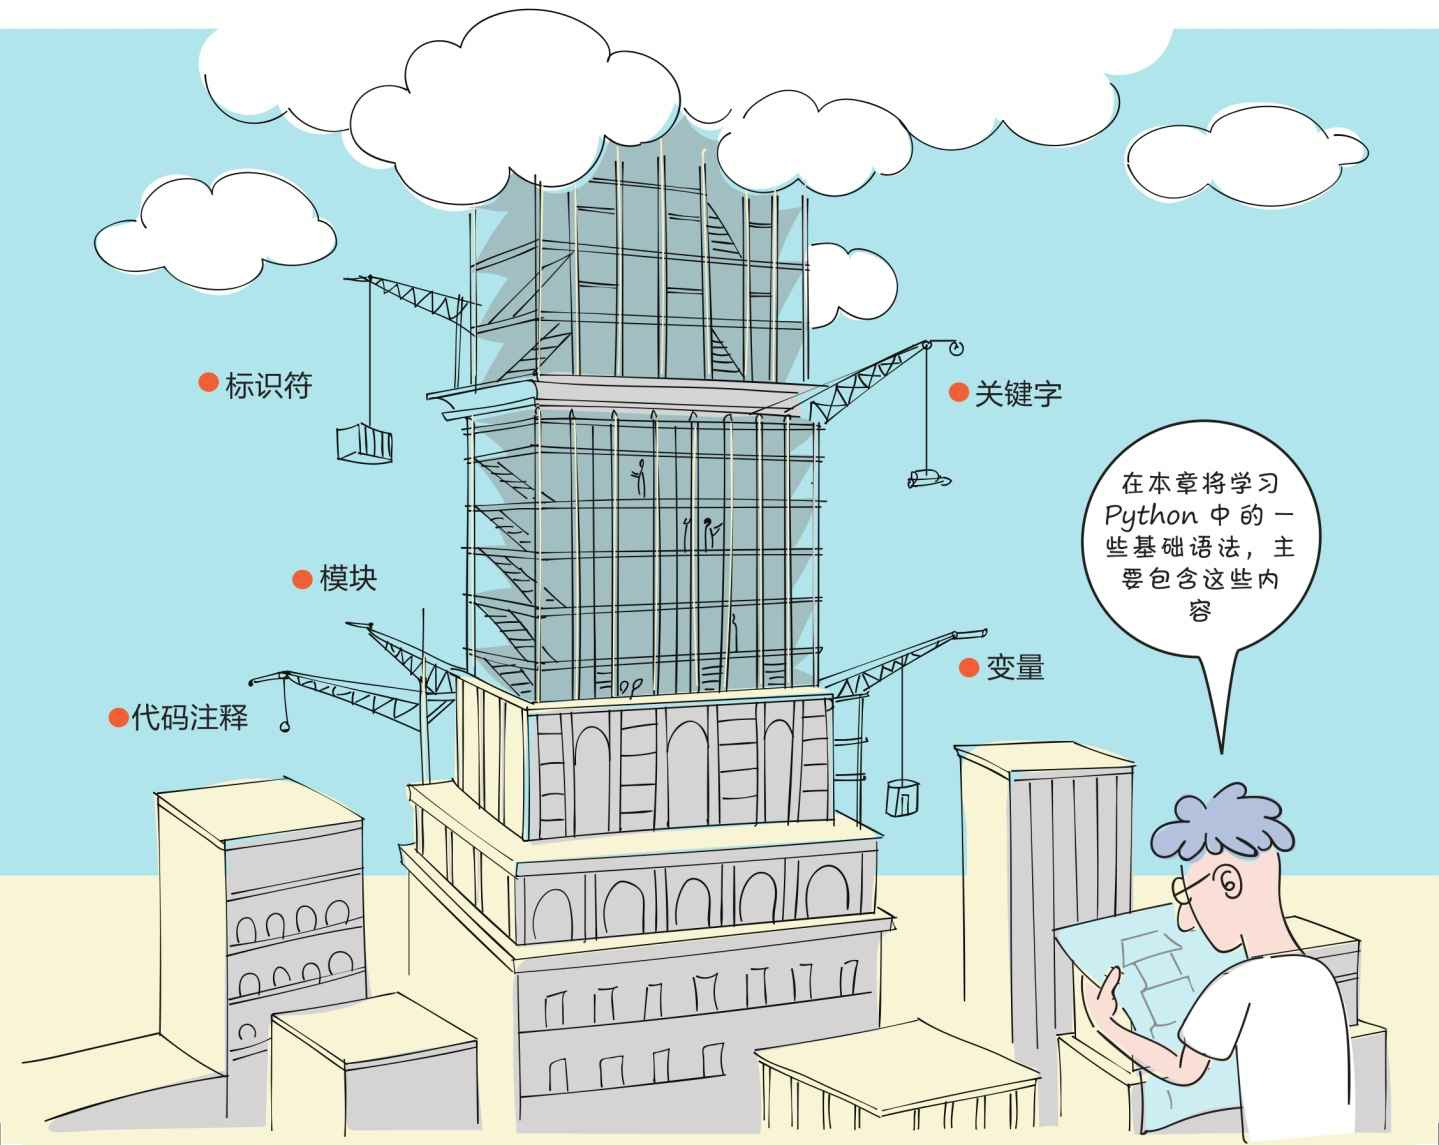 标识符
关键字
在本章将学习
Python 中的一
些基础语法，主
要包含这些内
容
模块
变量
代码注释